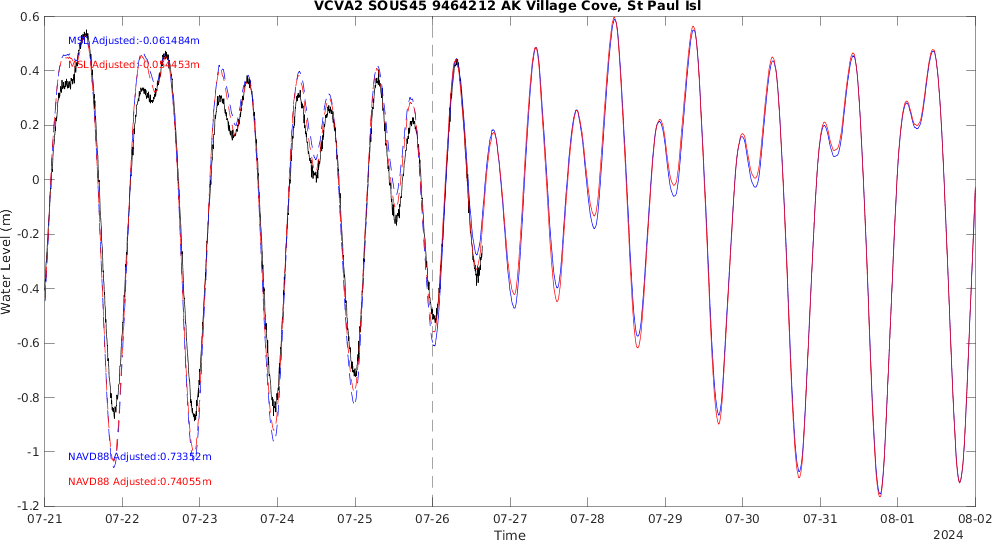 VCVA2 SOUS45 9464212 AK Village Cove, St Paul Isl
Water Level (m)
0.6
0.4
0.2
0
-0.2
-0.4
-0.6
-0.8
-1
-1.2
MSL Adjusted:-0.061484m
NAVD88 Adjusted:0.73352m
NAVD88 Adjusted:0.74055m
07-21 07-22 07-23 07-24 07-25 07-26 07-27 07-28 07-29 07-30 07-31 08-01 08-02
Time
2024